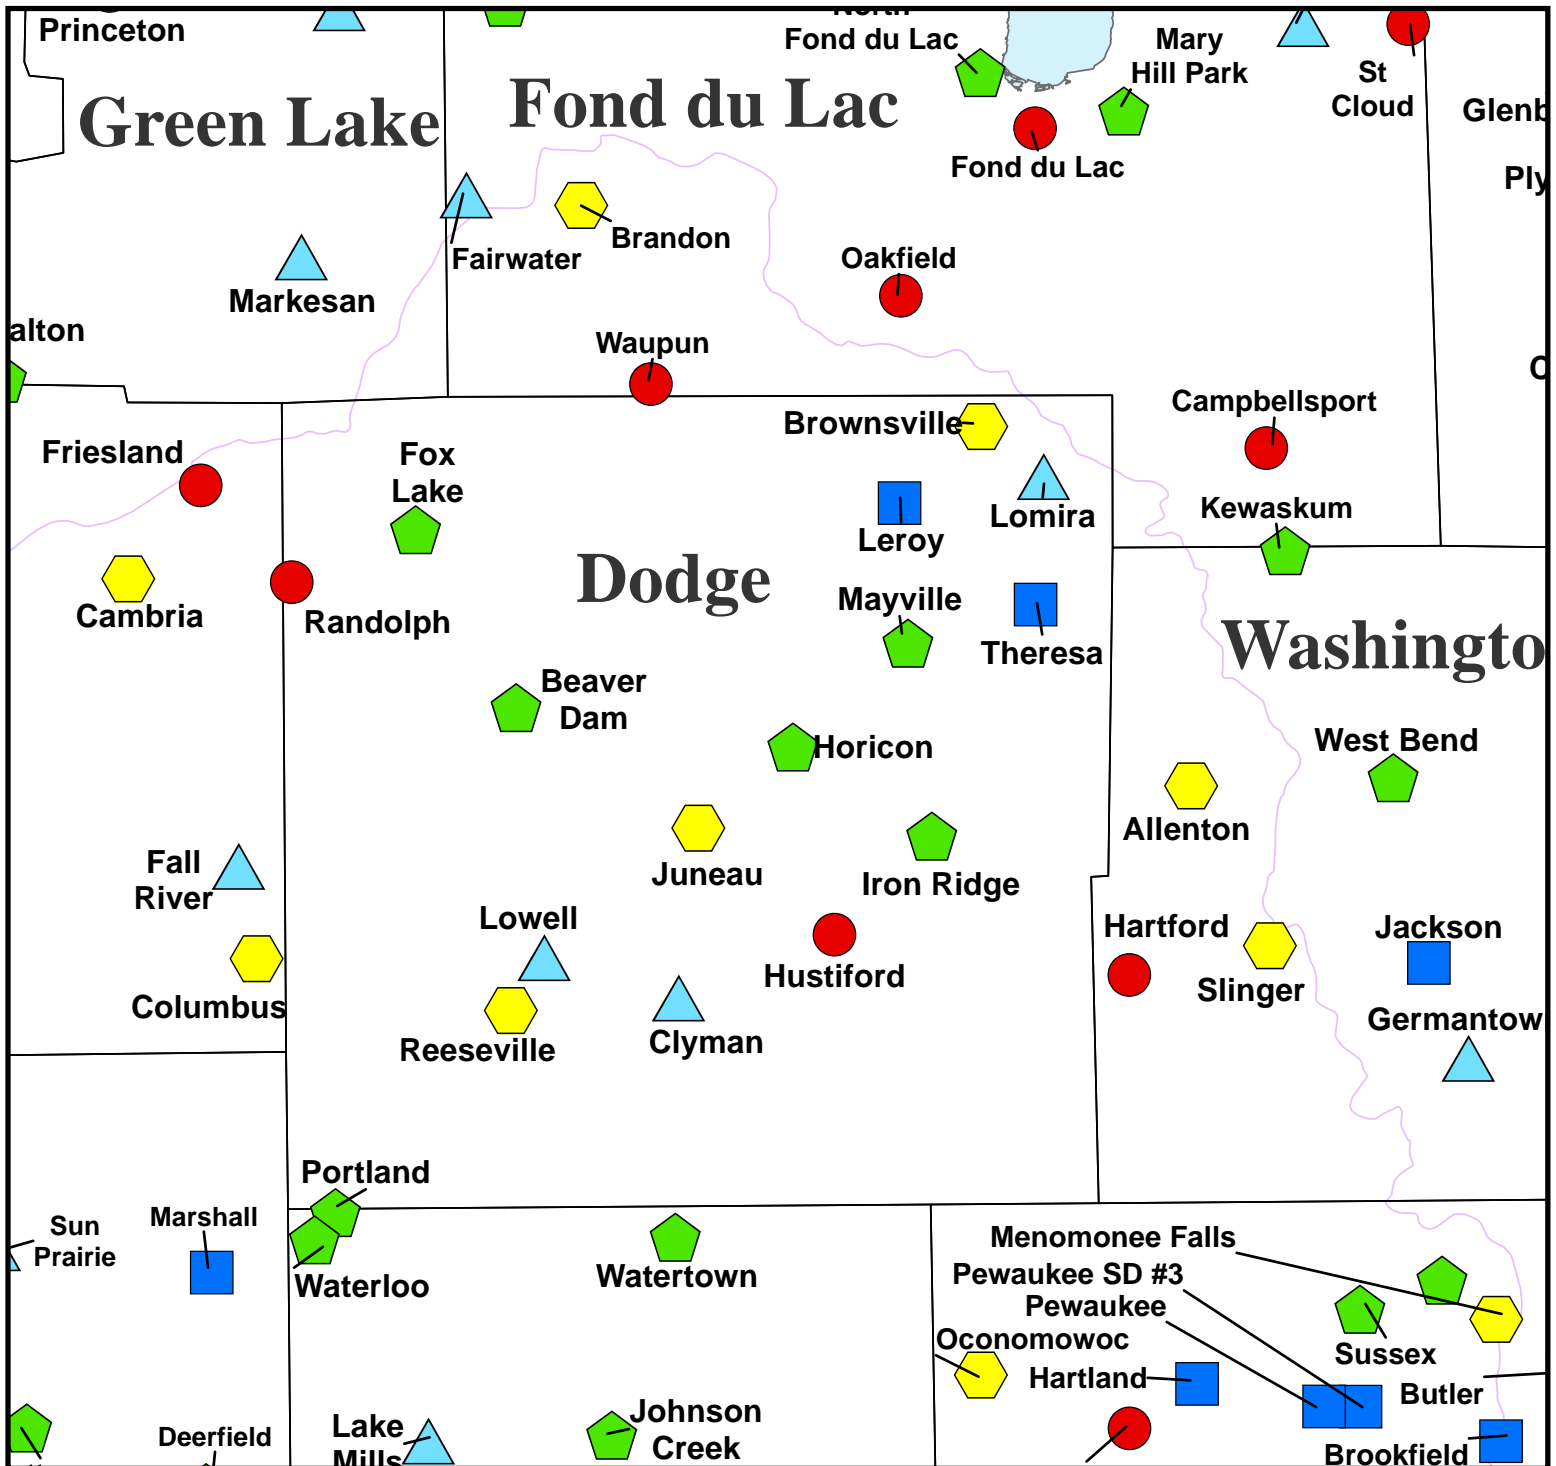 Princeton
North
Fond du Lac
Mary
Hill Park
St
Cloud
Green Lake
Fond du Lac
Glenb
Fond du Lac
Ply
Brandon
Fairwater
Oakfield
Markesan
alton
Waupun
Campbellsport
Brownsville
Friesland
Fox
Lake
Leroy
Lomira
Kewaskum
Dodge
Cambria
Randolph
Mayville
Theresa
Washingto
Beaver
Dam
Horicon
West Bend
Allenton
Fall
River
Juneau
Iron Ridge
Lowell
Hartford
Jackson
Columbus
Hustiford
Slinger
Germantow
Reeseville
Clyman
Portland
Sun
Prairie
Marshall
Waterloo
Watertown
Menomonee Falls
Pewaukee SD #3
Pewaukee
Oconomowoc
Hartland
Sussex
Butler
Deerfield
Lake
Mills
Johnson
Creek
Brookfield